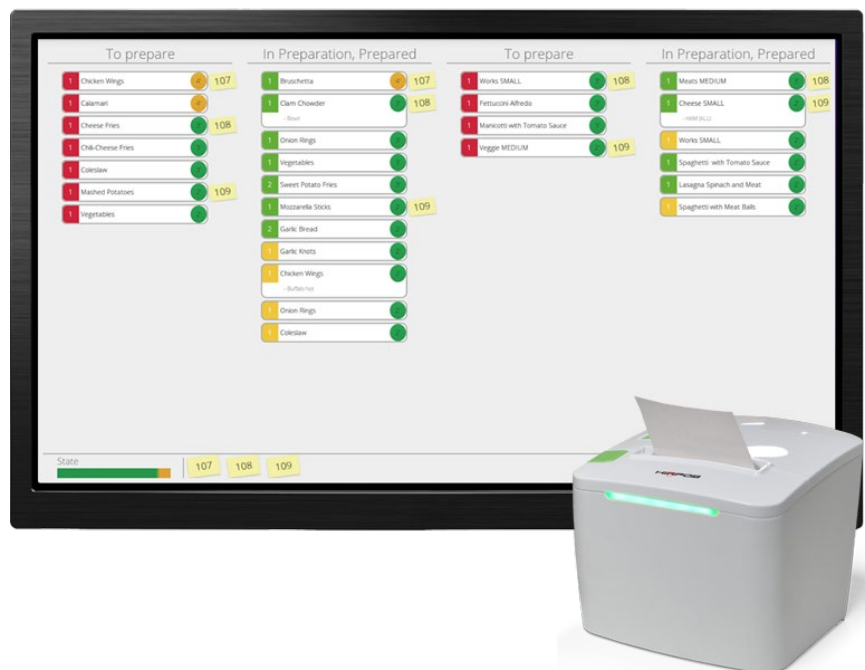 To prepare
1 Chicken Wings 107
1 Calamari
1 Cheese Fries 108
1 Chili-Cheese Fries
1 Coleslaw
1 Mashed Potatoes 109
1 Vegetables
In Preparation, Prepared
1 Bruschetta 107
1 Clam Chowder 108
- Bowl
1 Onion Rings
1 Vegetables
2 Sweet Potato Fries
1 Mozzarella Sticks 109
2 Garlic Bread
1 Garlic Knots
1 Chicken Wings
- Buffalo hot
1 Onion Rings
1 Coleslaw
To prepare
1 Works SMALL 108
1 Fettuccini Alfredo
1 Manicotti with Tomato Sauce
1 Veggie MEDIUM 109
In Preparation, Prepared
1 Meats MEDIUM 108
1 Cheese SMALL 109
1 Works SMALL
1 Spaghetti with Tomato Sauce
1 Lasagna Spinach and Meat
1 Spaghetti with Meat Balls
State
107 108 109